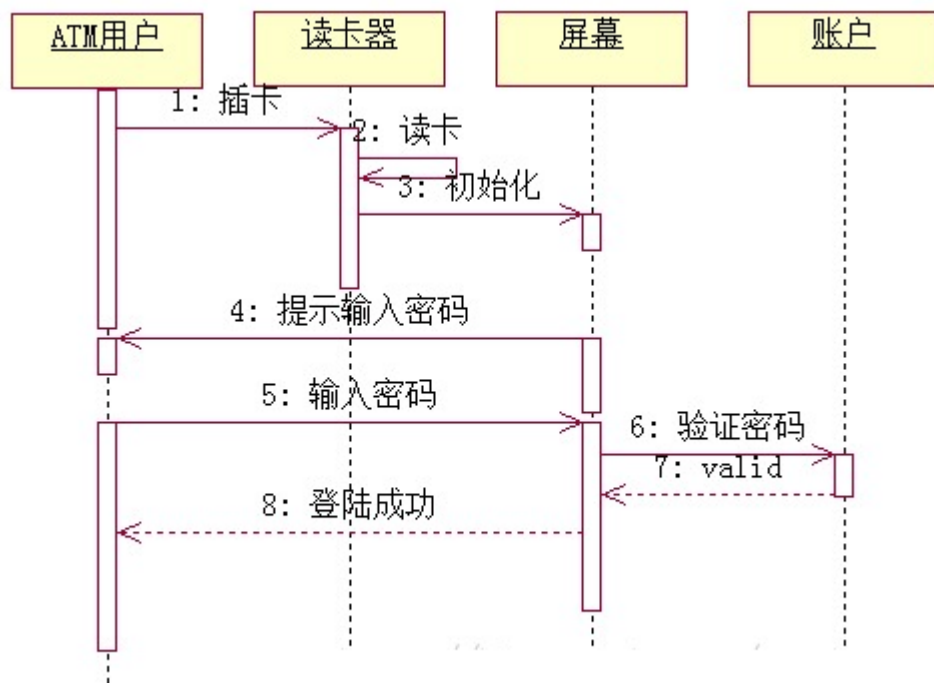 ATM用户
读卡器
屏幕
账户
1: 插卡
2: 读卡
3: 初始化
4: 提示输入密码
5: 输入密码
6: 验证密码
7: valid
8: 登陆成功